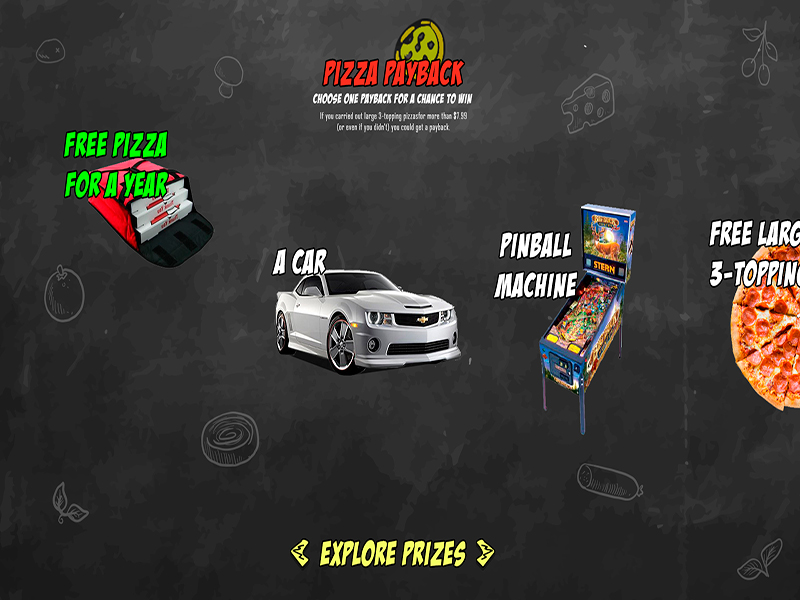 PIZZA PAYBACK
CHOOSE ONE PAYBACK FOR A CHANCE TO WIN
If you carried out large 3-topping pizzasfor more than $7.99
(or even if you didn't) you could get a payback.
FREE PIZZA
FOR A YEAR
A CAR
PINBALL
MACHINE
STERN
FREE LARG
3-TOPPING
EXPLORE PRIZES